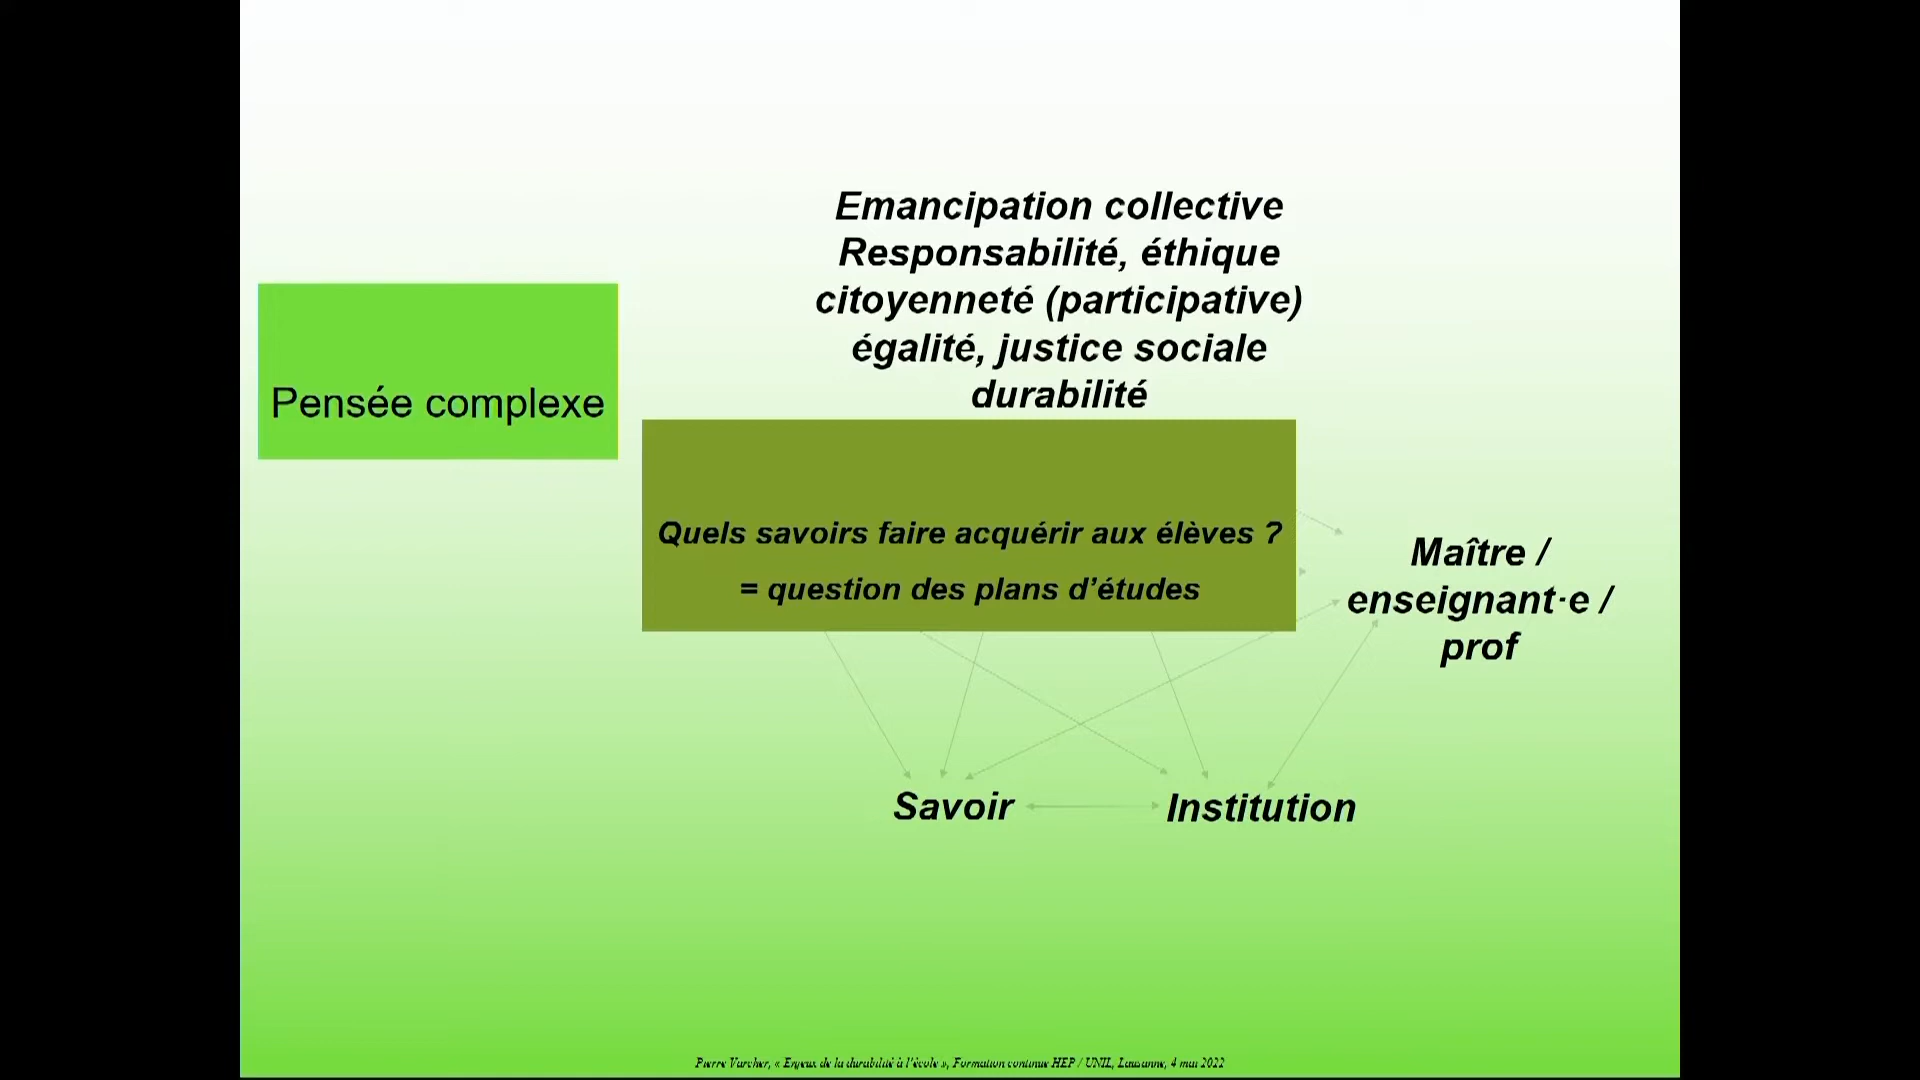 Emancipation collective
Responsabilité, éthique
citoyenneté (participative)
égalité, justice sociale
durabilité
Pensée complexe
Quels savoirs faire acquérir aux élèves ?
= question des plans d’études
Maître /
enseignant·e /
prof
Savoir
Institution
Pierre Varcher, « Enjeux de la durabilité à l’école », Formation continue HEP / UNIL, Lausanne, 4 mai 2022